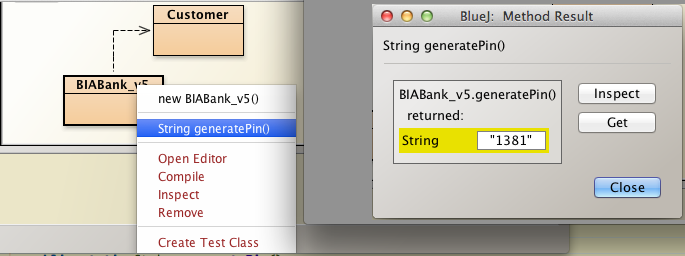 Customer
BIABank_v5
new BIABank_v5()
String generatePin()
Open Editor
Compile
Inspect
Remove
Create Test Class
BlueJ: Method Result
String generatePin()
BIABank_v5.generatePin()
returned:
String "1381"
Inspect
Get
Close